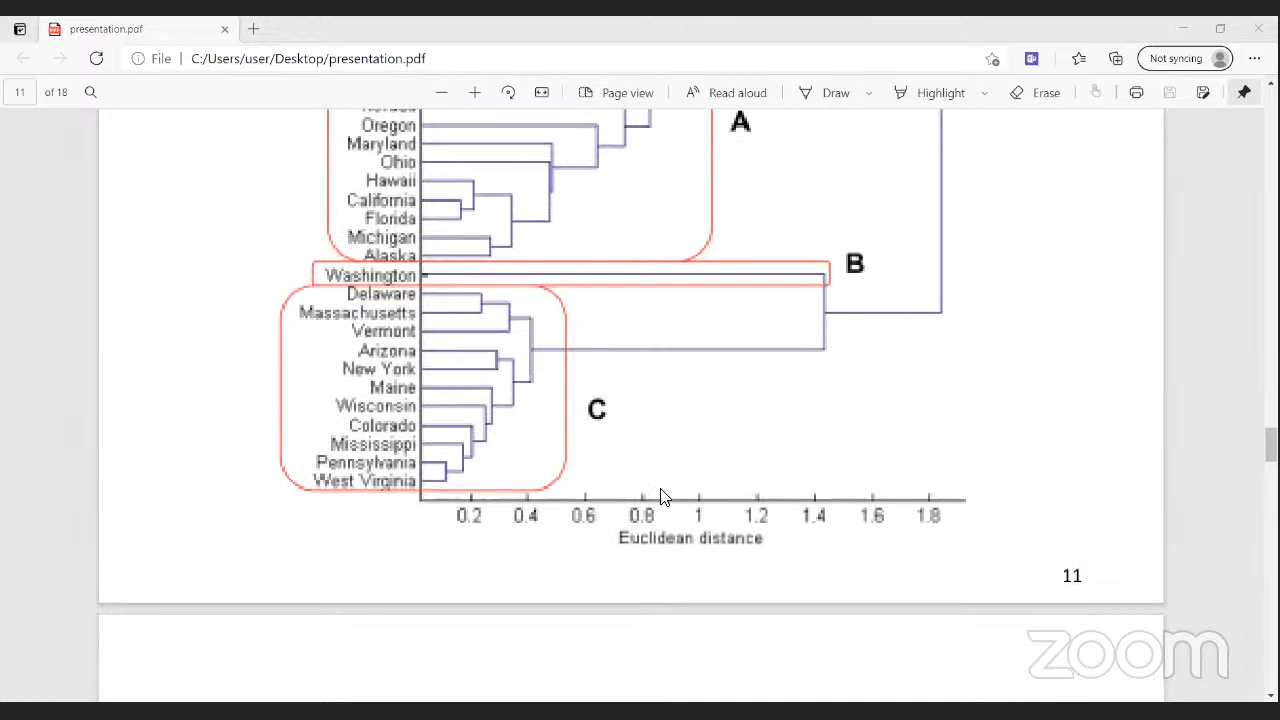 presentation.pdf
File C:/Users/user/Desktop/presentation.pdf Not syncing
11 of 18 Page view Read aloud Draw Highlight Erase
Oregon
A
Maryland
Ohio
Hawaii
California
Florida
Michigan
Alaska
B
Washington
Delaware
Massachusetts
Vermont
Arizona
New York
Maine
Wisconsin
C
Colorado
Mississippi
Pennsylvania
West Virginia
0.2 0.4 0.6 0.8 1 1.2 1.4 1.6 1.8
Euclidean distance
11
zoom